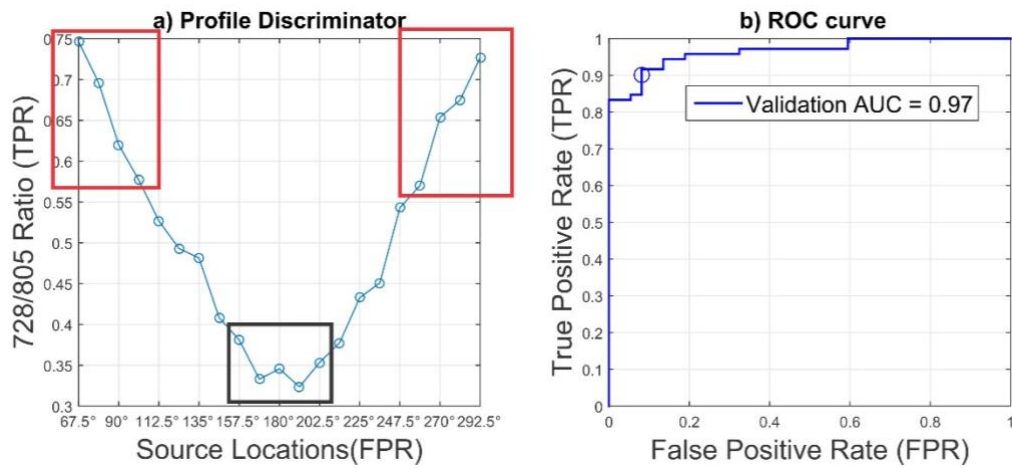 a) Profile Discriminator
0.75
0.7
0.65
0.6
0.55
0.5
0.45
0.4
0.35
0.3
728/805 Ratio (TPR)
67.5° 90° 112.5° 135° 157.5° 180° 202.5° 225° 247.5° 270° 292.5°
Source Locations(FPR)
b) ROC curve
1
0.9
0.8
0.7
0.6
0.5
0.4
0.3
0.2
0.1
0
True Positive Rate (TPR)
Validation AUC = 0.97
0 0.2 0.4 0.6 0.8 1
False Positive Rate (FPR)